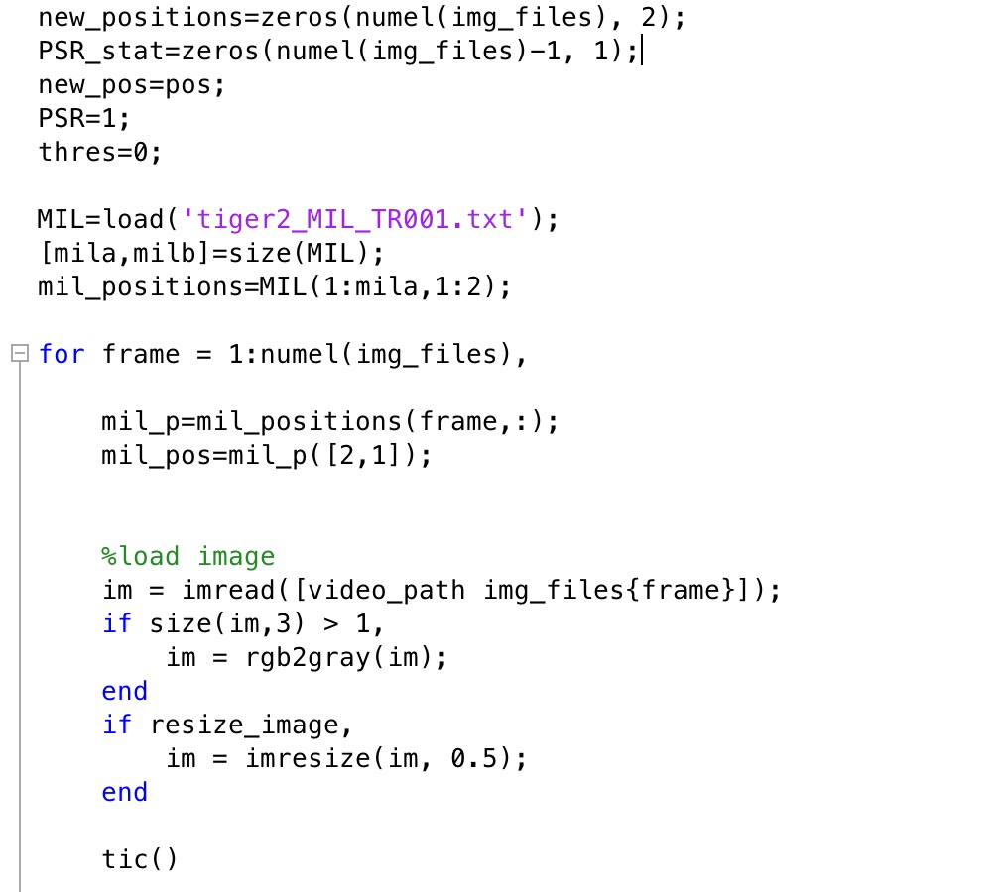 new_positions=zeros(numel(img_files), 2);
PSR_stat=zeros(numel(img_files)-1, 1);
new_pos=pos;
PSR=1;
thres=0;
MIL=load('tiger2_MIL_TR001.txt');
[mila,milb]=size(MIL);
mil_positions=MIL(1:mila,1:2);
for frame = 1:numel(img_files),
mil_p=mil_positions(frame,:);
mil_pos=mil_p([2,1]);
%load image
im = imread([video_path img_files{frame}]);
if size(im,3) > 1,
im = rgb2gray(im);
end
if resize_image,
im = imresize(im, 0.5);
end
tic()